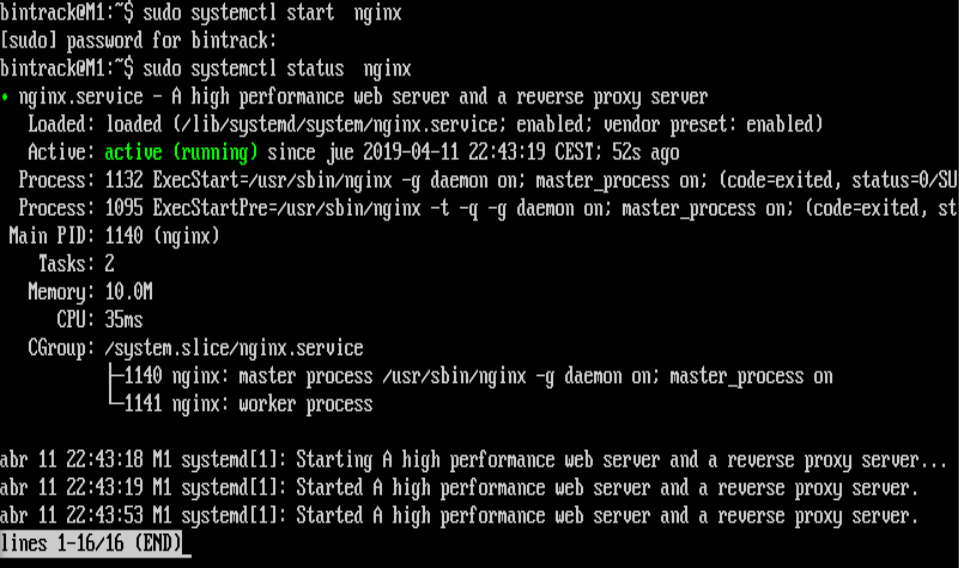 bintrack@M1:~$ sudo systemctl start  nginx
[sudo] password for bintrack:
bintrack@M1:~$ sudo systemctl status  nginx
● nginx.service - A high performance web server and a reverse proxy server
   Loaded: loaded (/lib/systemd/system/nginx.service; enabled; vendor preset: enabled)
   Active: active (running) since jue 2019-04-11 22:43:19 CEST; 52s ago
  Process: 1132 ExecStart=/usr/sbin/nginx -g daemon on; master_process on; (code=exited, status=0/SU
  Process: 1095 ExecStartPre=/usr/sbin/nginx -t -q -g daemon on; master_process on; (code=exited, st
 Main PID: 1140 (nginx)
    Tasks: 2
   Memory: 10.0M
      CPU: 35ms
   CGroup: /system.slice/nginx.service
           ├─1140 nginx: master process /usr/sbin/nginx -g daemon on; master_process on
           └─1141 nginx: worker process

abr 11 22:43:18 M1 systemd[1]: Starting A high performance web server and a reverse proxy server...
abr 11 22:43:19 M1 systemd[1]: Started A high performance web server and a reverse proxy server.
abr 11 22:43:53 M1 systemd[1]: Started A high performance web server and a reverse proxy server.
lines 1-16/16 (END)